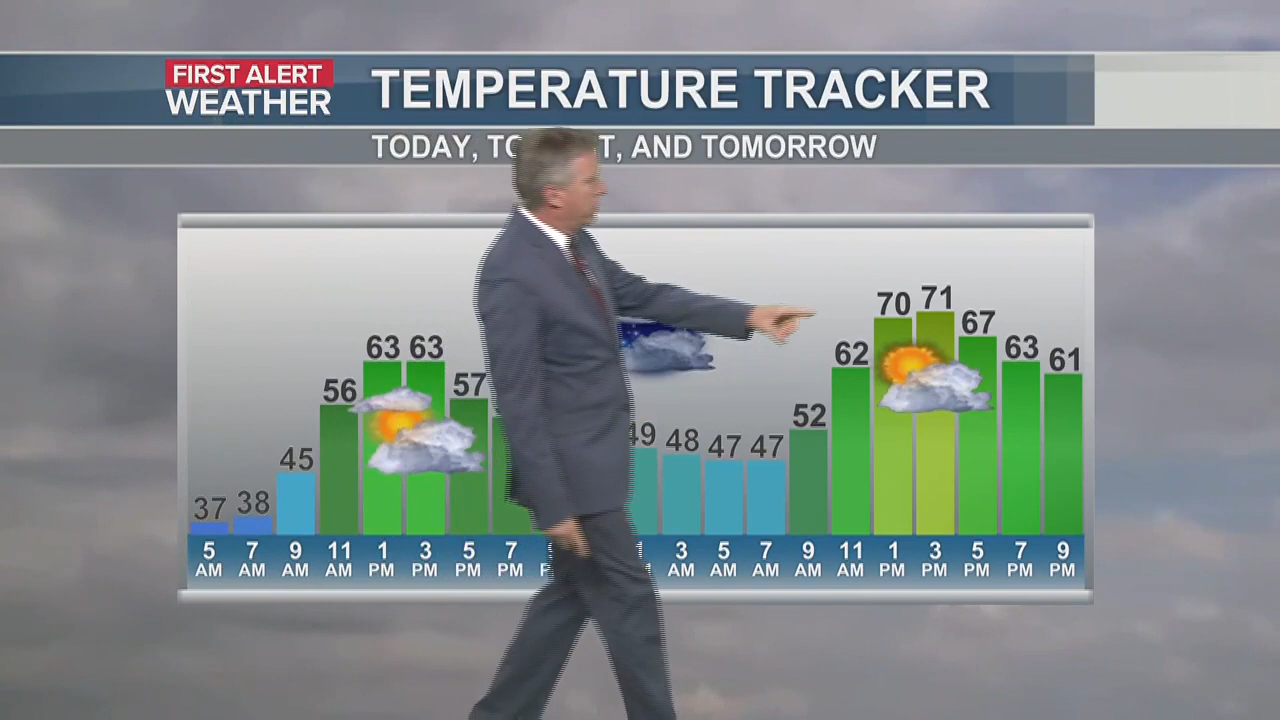 FIRST ALERT
WEATHER
TEMPERATURE TRACKER
TODAY, T, AND TOMORROW
37 38 45 56 63 63 57 49 48 47 47 52 62 70 71 67 63 61
5 7 9 11 1 3 5 7 3 5 7 9 11 1 3 5 7 9
AM AM AM AM PM PM PM PM AM AM AM AM AM PM PM PM PM PM